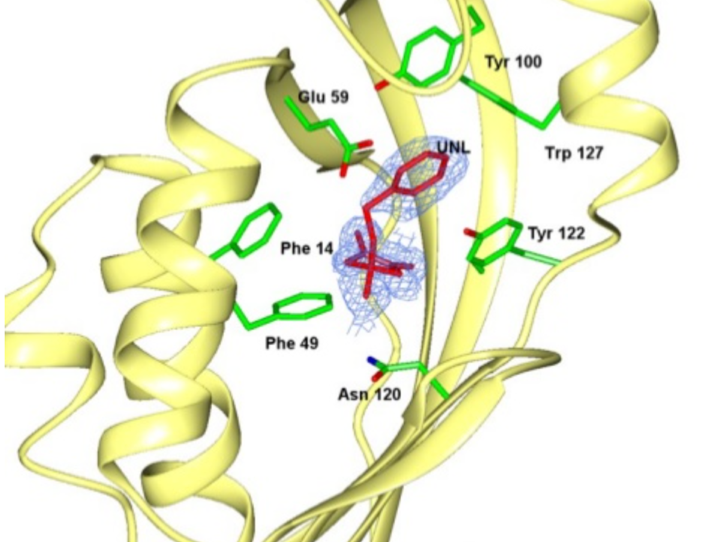 Tyr 100
Glu 59
UNL
Trp 127
Tyr 122
Phe 14
Phe 49
Asn 120